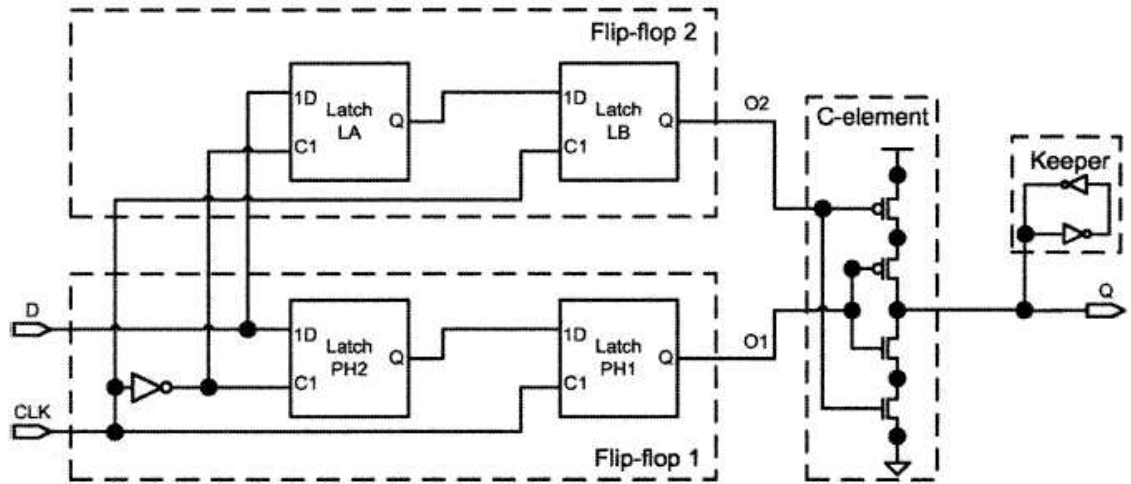 Flip-flop 2
1D
Latch
LA
Q
C1
1D
Latch
LB
Q
C1
O2
C-element
Keeper
D
CLK
1D
Latch
PH2
Q
C1
1D
Latch
PH1
Q
C1
O1
Q
Flip-flop 1